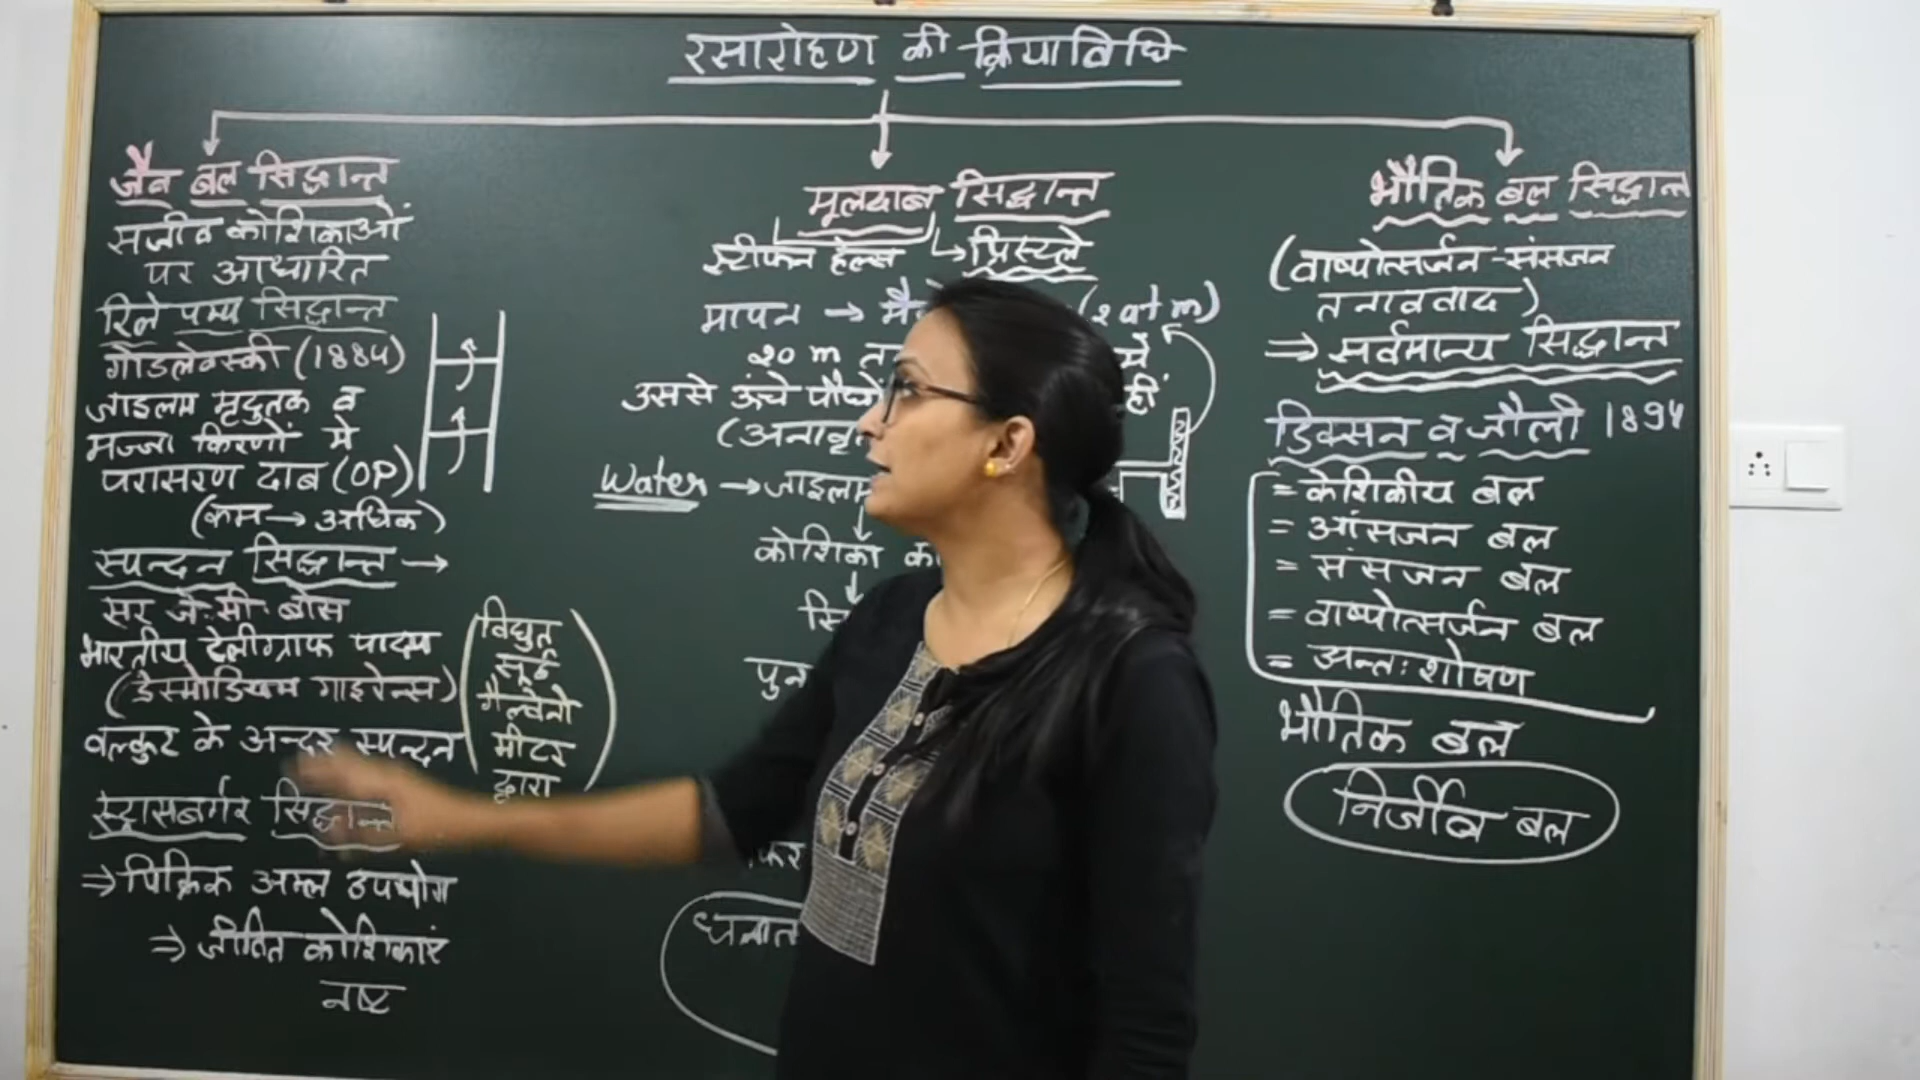 रसारोहण की क्रियाविधि
जैव बल सिद्धान्त
सजीव कोशिकाओं
पर आधारित
रिले पम्प सिद्धान्त
गौडलेवस्की (1884)
जाइलम मृदुतक व
मज्जा किरणों में
परासरण दाब (OP)
(कम → अधिक)
स्पन्दन सिद्धान्त →
सर जे. सी. बोस
भारतीय टेलीग्राफ पादप
(डेस्मोडियम गाइरेन्स)
वल्कुट के अन्दर स्पन्दन
विद्युत
सूई
गैल्वेनो
मीटर
द्वारा
स्ट्रासबर्गर सिद्धान्त
⇒ पिक्रिक अम्ल उपयोग
⇒ जीवित कोशिकाएं
नष्ट
मूलदाब सिद्धान्त
स्टीफन हेल्स → प्रिस्टले
मापन → (2 atm)
20 m में
उससे ऊंचे
Water → जाइलम
कोशिका
धनात
भौतिक बल सिद्धान्त
(वाष्पोत्सर्जन-संसजन
तनाववाद)
⇒ सर्वमान्य सिद्धान्त
डिक्सन व जौली 1894
= केशिकीय बल
= आंसजन बल
= संसजन बल
= वाष्पोत्सर्जन बल
= अन्तः शोषण
भौतिक बल
निर्जीव बल